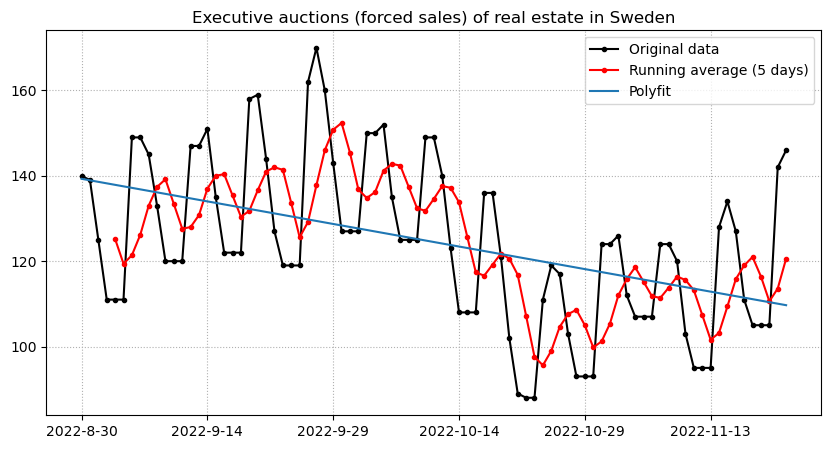 Executive auctions (forced sales) of real estate in Sweden
Original data
Running average (5 days)
Polyfit
160
140
120
100
2022-8-30
2022-9-14
2022-9-29
2022-10-14
2022-10-29
2022-11-13